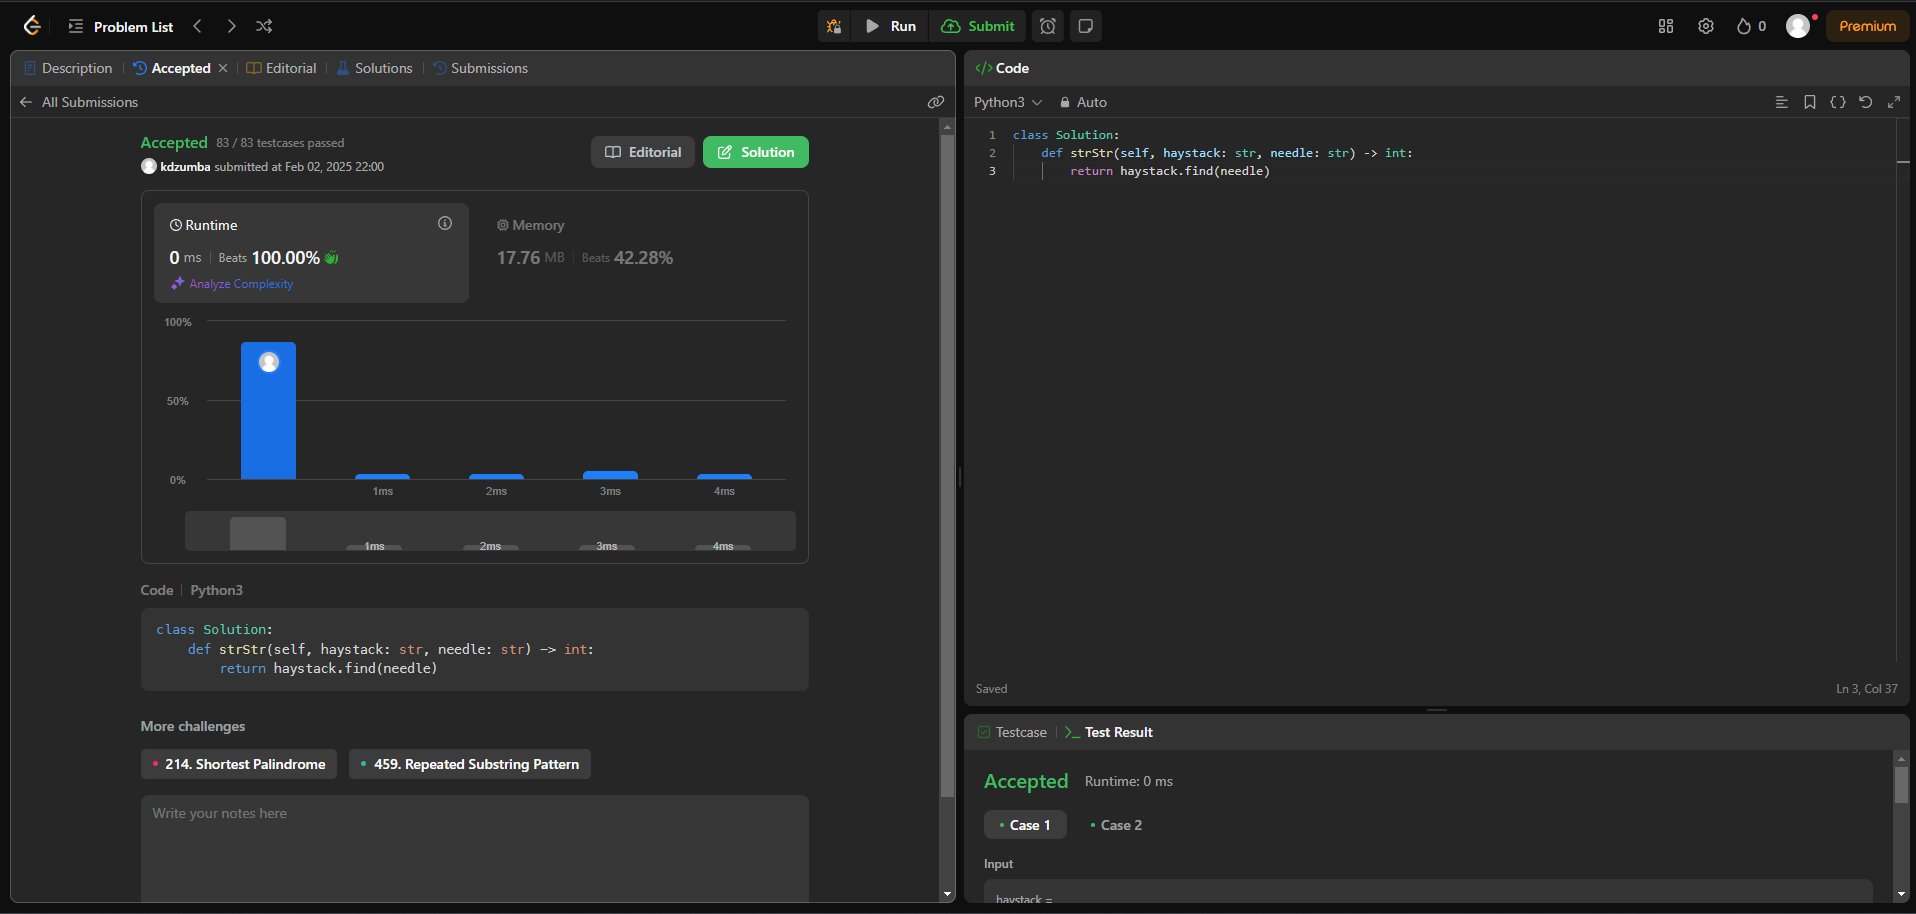 Problem List
Run
Submit
0
Premium
Description
Accepted
Editorial
Solutions
Submissions
All Submissions
Accepted 83 / 83 testcases passed
kdzumba submitted at Feb 02, 2025 22:00
Editorial
Solution
Runtime
0 ms Beats 100.00%
Analyze Complexity
Memory
17.76 MB Beats 42.28%
100%
50%
0%
1ms 2ms 3ms 4ms
1ms 2ms 3ms 4ms
Code Python3
class Solution:
    def strStr(self, haystack: str, needle: str) -> int:
        return haystack.find(needle)
More challenges
214. Shortest Palindrome
459. Repeated Substring Pattern
Write your notes here
</> Code
Python3
Auto
1 class Solution:
2     def strStr(self, haystack: str, needle: str) -> int:
3         return haystack.find(needle)
Saved
Ln 3, Col 37
Testcase
Test Result
Accepted Runtime: 0 ms
Case 1
Case 2
Input
haystack =